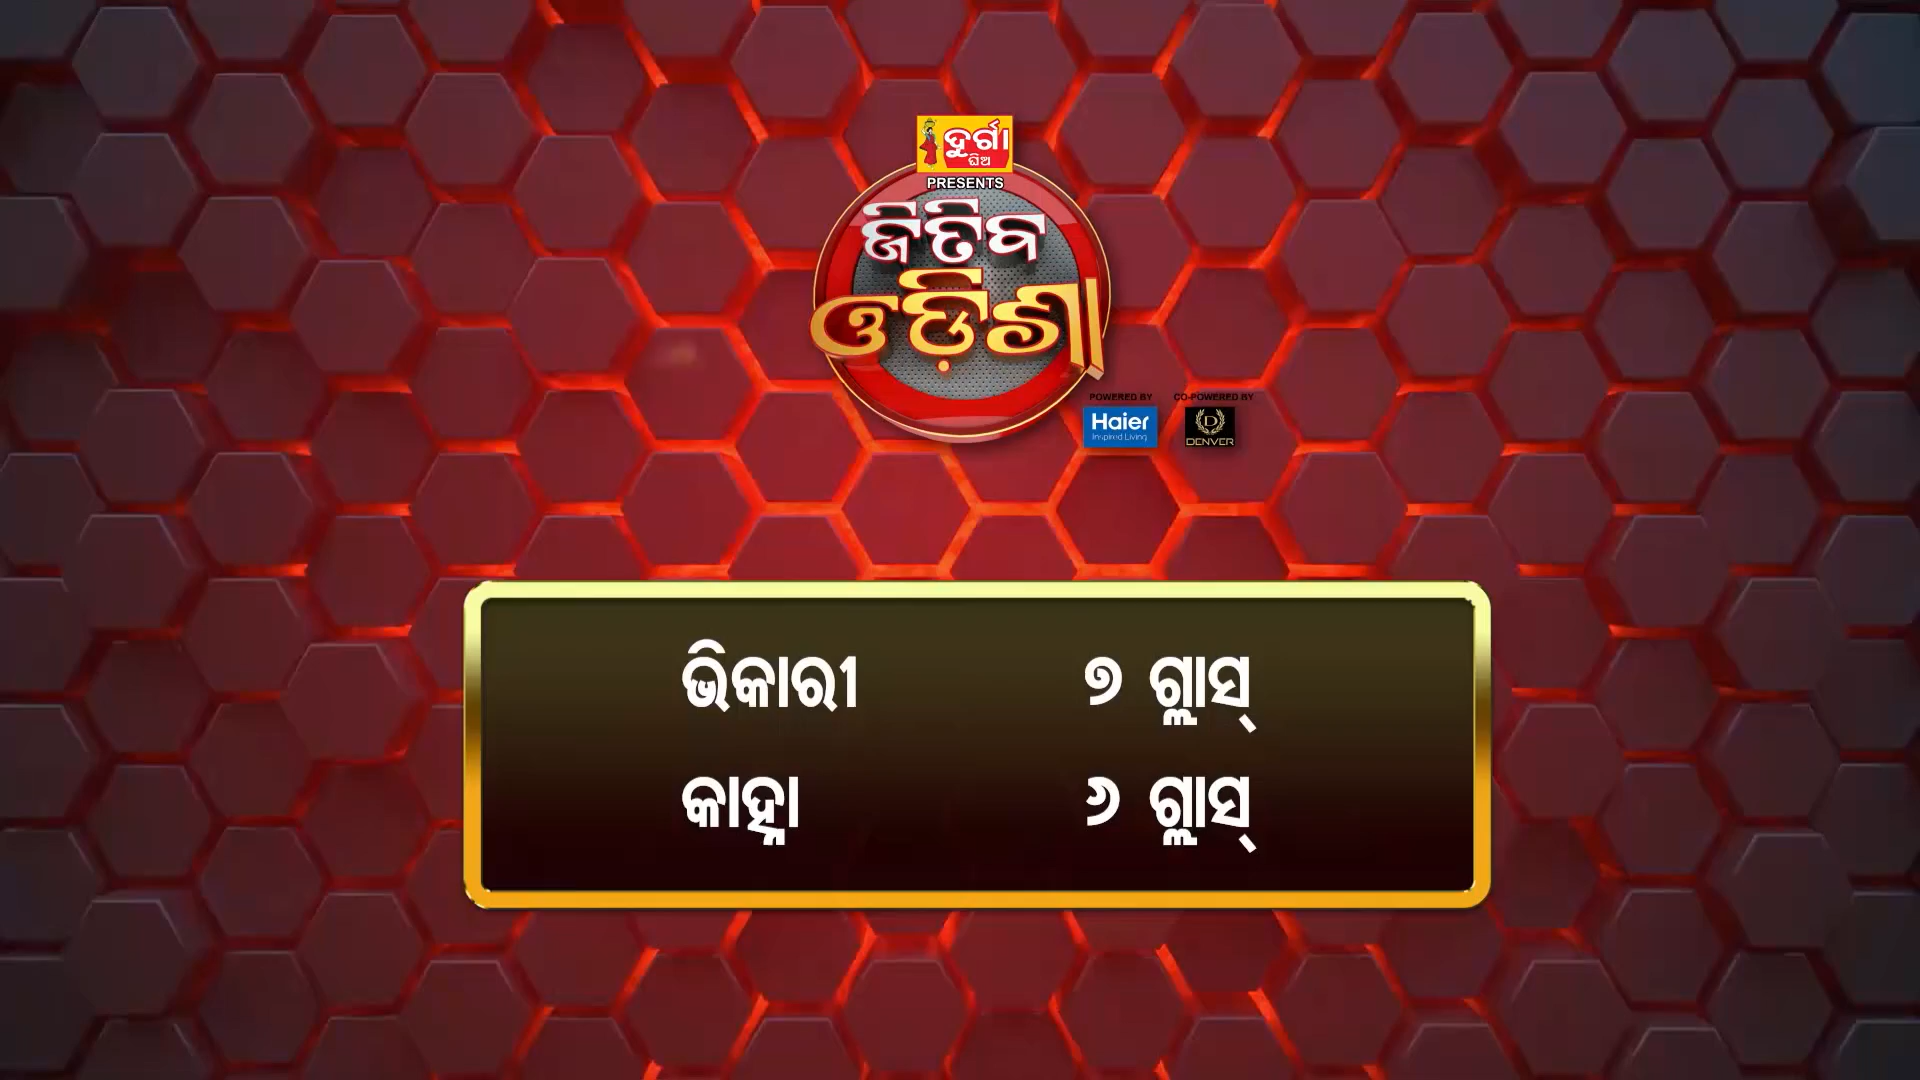 ଦୁର୍ଗା
ଘିଅ
PRESENTS
ଜିତିବ
ଓଡ଼ିଶା
POWERED BY CO-POWERED BY
Haier
Inspired Living
D
DENVER
ଭିକାରୀ ୭ ଗ୍ଲାସ୍
କାହ୍ନା ୬ ଗ୍ଲାସ୍